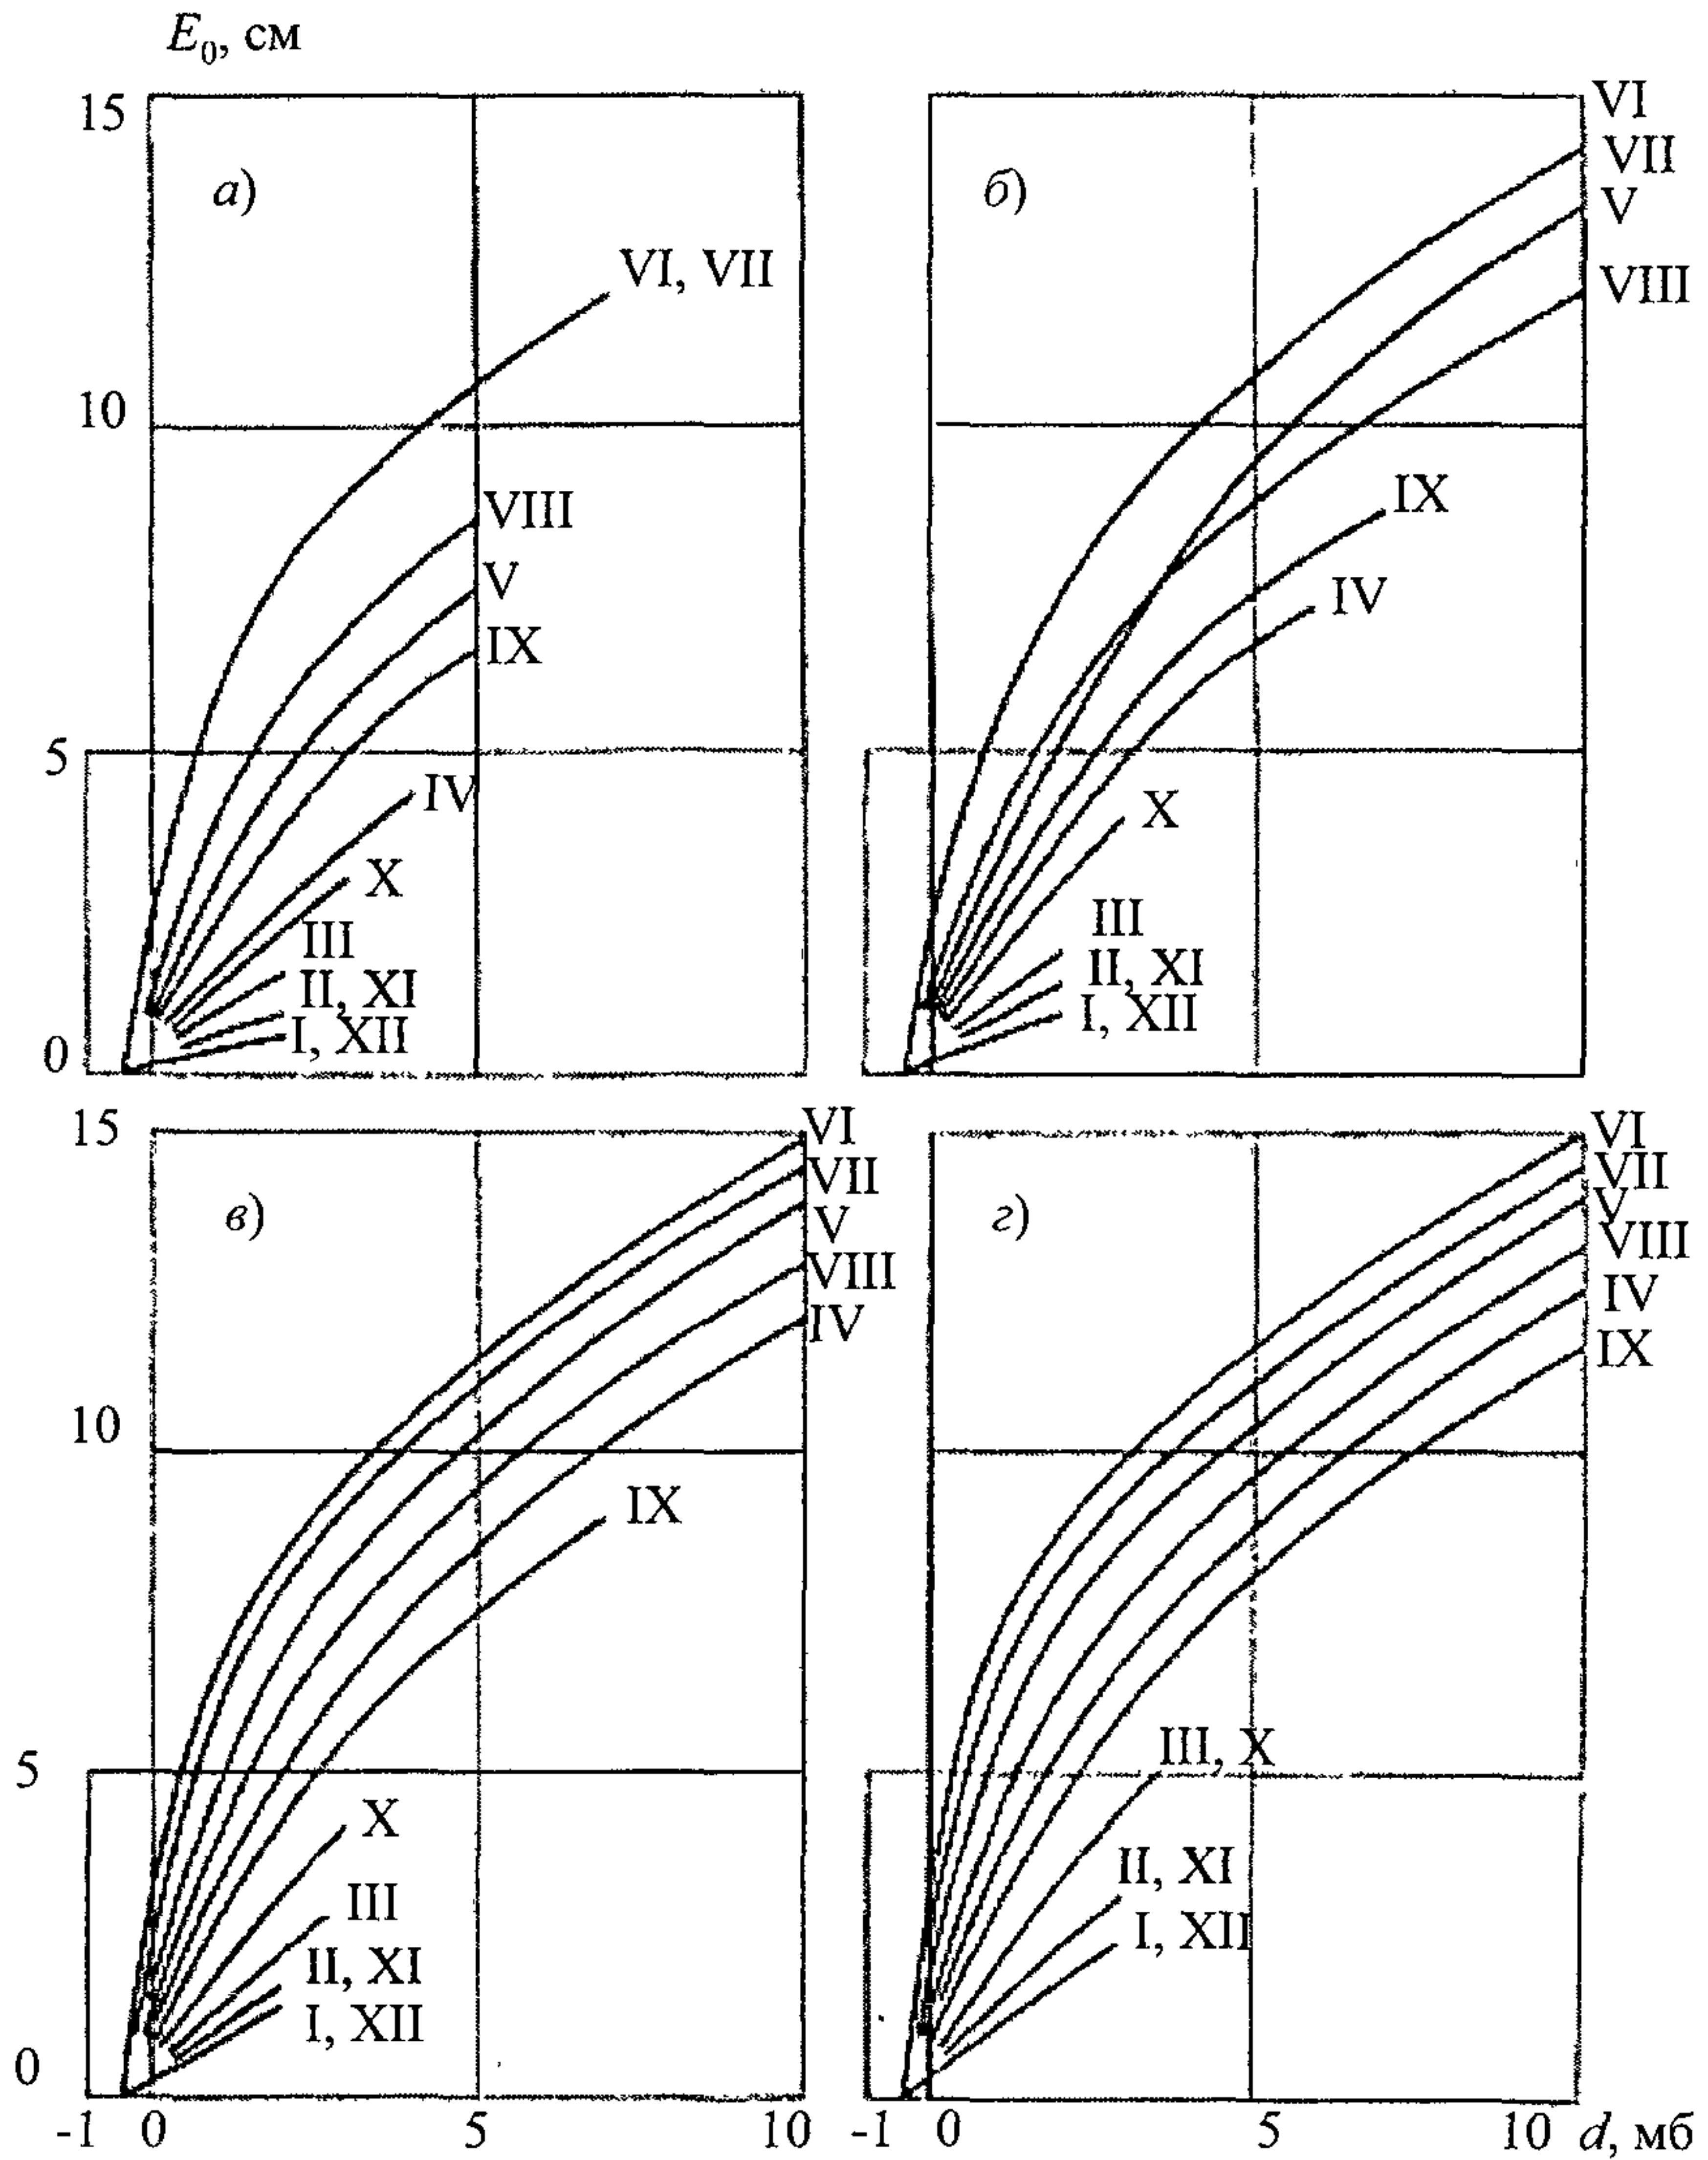 E₀, см
15
10
5
0
а)
VI, VII
VIII
V
IX
IV
X
III
II, XI
I, XII
б)
VI
VII
V
VIII
IX
IV
X
III
II, XI
I, XII
15
10
5
0
в)
VI
VII
V
VIII
IV
IX
X
III
II, XI
I, XII
-1 0 5 10
г)
VI
VII
V
VIII
IV
IX
III, X
II, XI
I, XII
-1 0 5 10 d, мб